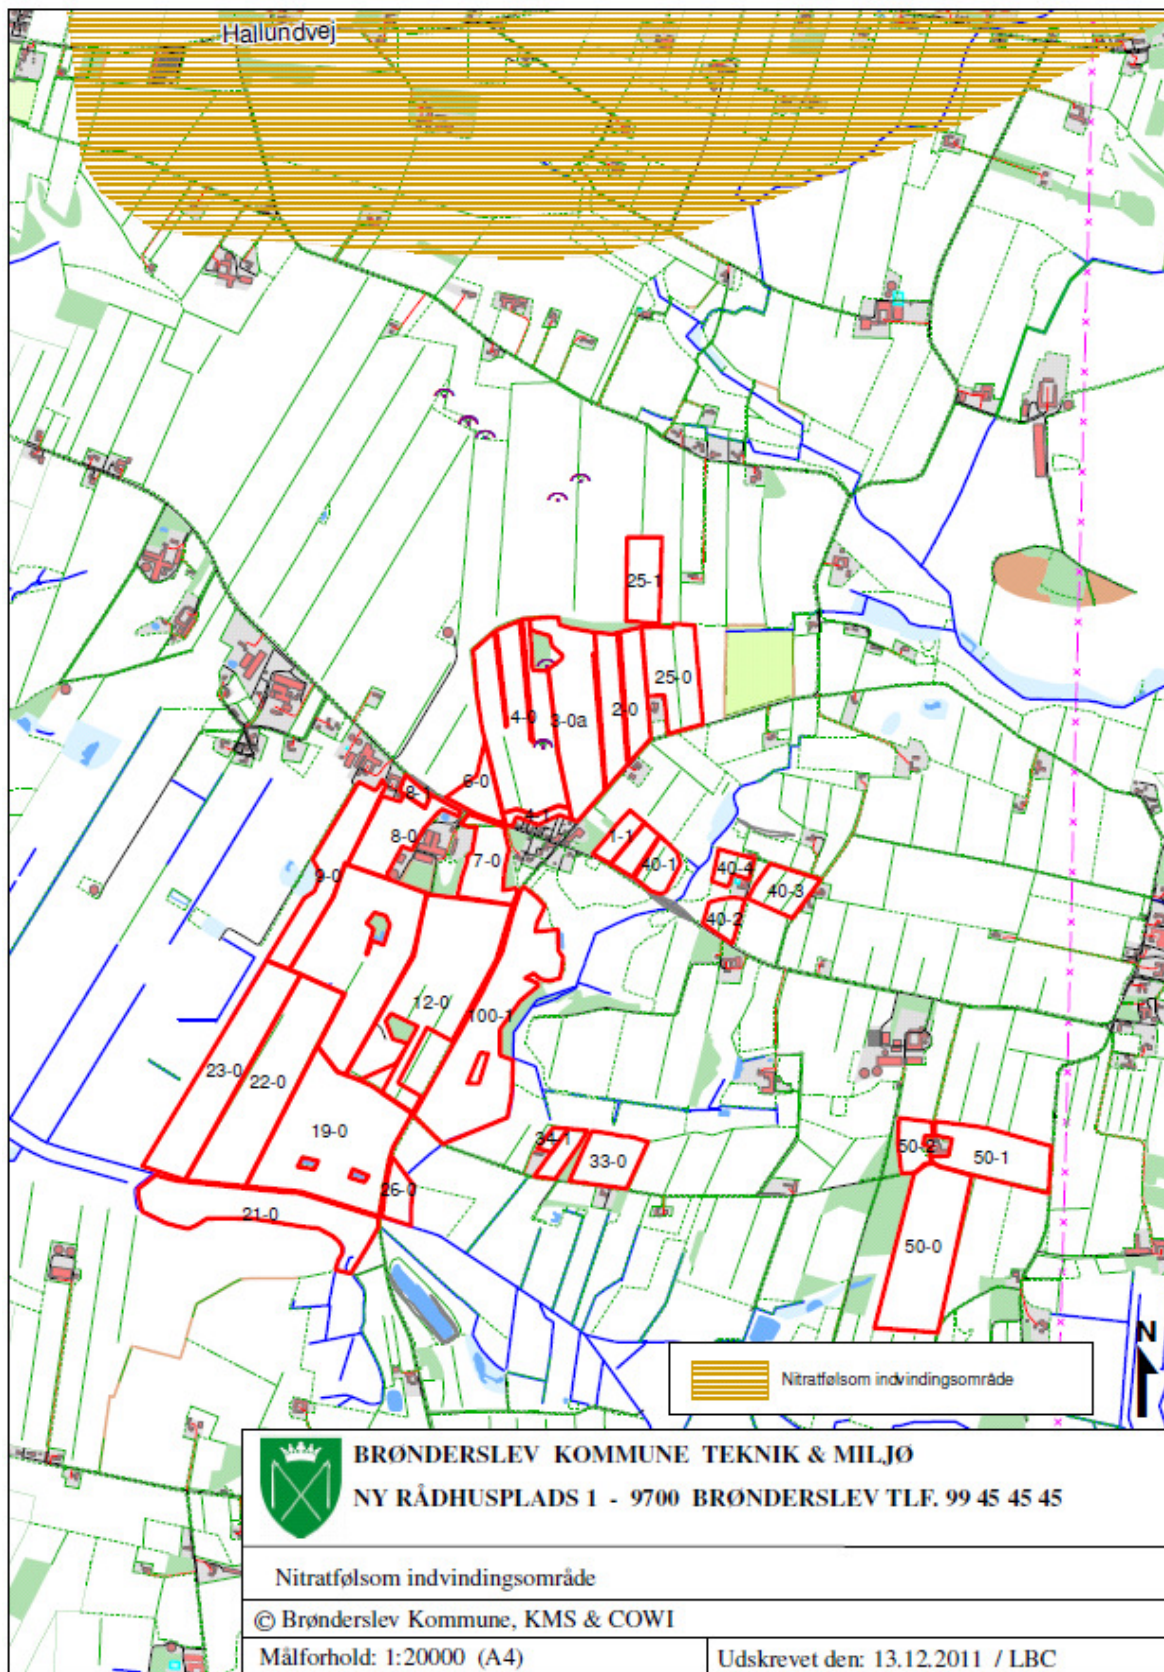 Hallundvej
25-1
25-0
4-0
3-0a
2-0
6-0
8-1
4-1
8-0
1-1
7-0
40-1
40-4
9-0
40-3
40-2
12-0
100-1
23-0
22-0
19-0
34-1
33-0
50-2
50-1
26-0
21-0
50-0
N
Nitratfølsom indvindingsområde
BRØNDERSLEV KOMMUNE TEKNIK & MILJØ
NY RÅDHUSPLADS 1 - 9700 BRØNDERSLEV TLF. 99 45 45 45
Nitratfølsom indvindingsområde
© Brønderslev Kommune, KMS & COWI
Målforhold: 1:20000 (A4)
Udskrevet den: 13.12.2011 / LBC